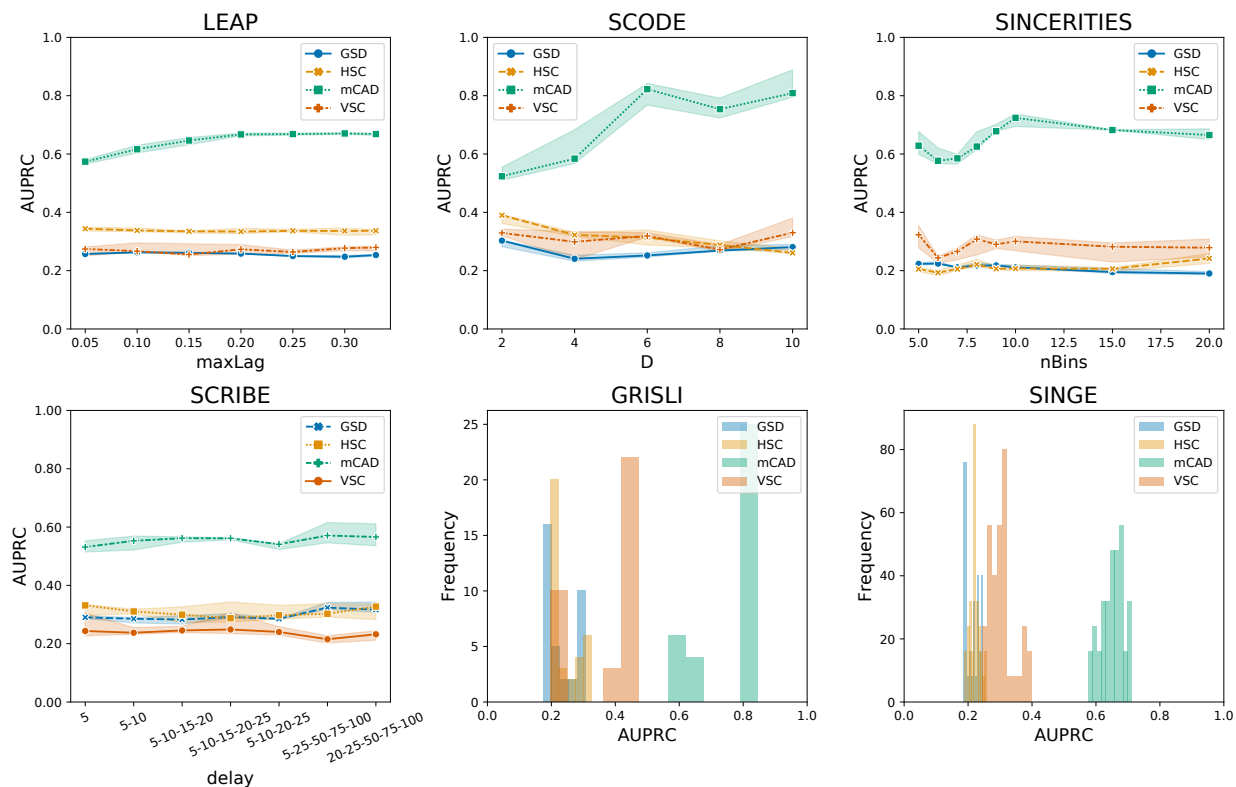 LEAP
AUPRC
1.0
0.8
0.6
0.4
0.2
0.0
GSD
HSC
mCAD
VSC
0.05 0.10 0.15 0.20 0.25 0.30
maxLag
SCODE
AUPRC
1.0
0.8
0.6
0.4
0.2
0.0
GSD
HSC
mCAD
VSC
2 4 6 8 10
D
SINCERITIES
AUPRC
1.0
0.8
0.6
0.4
0.2
0.0
GSD
HSC
mCAD
VSC
5.0 7.5 10.0 12.5 15.0 17.5 20.0
nBins
SCRIBE
AUPRC
1.00
0.80
0.60
0.40
0.20
0.00
GSD
HSC
mCAD
VSC
5 5-10 5-10-15-20 5-10-15-20-25 5-10-20-25 5-25-50-75-100 20-25-50-75-100
delay
GRISLI
Frequency
25
20
15
10
5
0
GSD
HSC
mCAD
VSC
0.0 0.2 0.4 0.6 0.8 1.0
AUPRC
SINGE
Frequency
80
60
40
20
0
GSD
HSC
mCAD
VSC
0.0 0.2 0.4 0.6 0.8 1.0
AUPRC